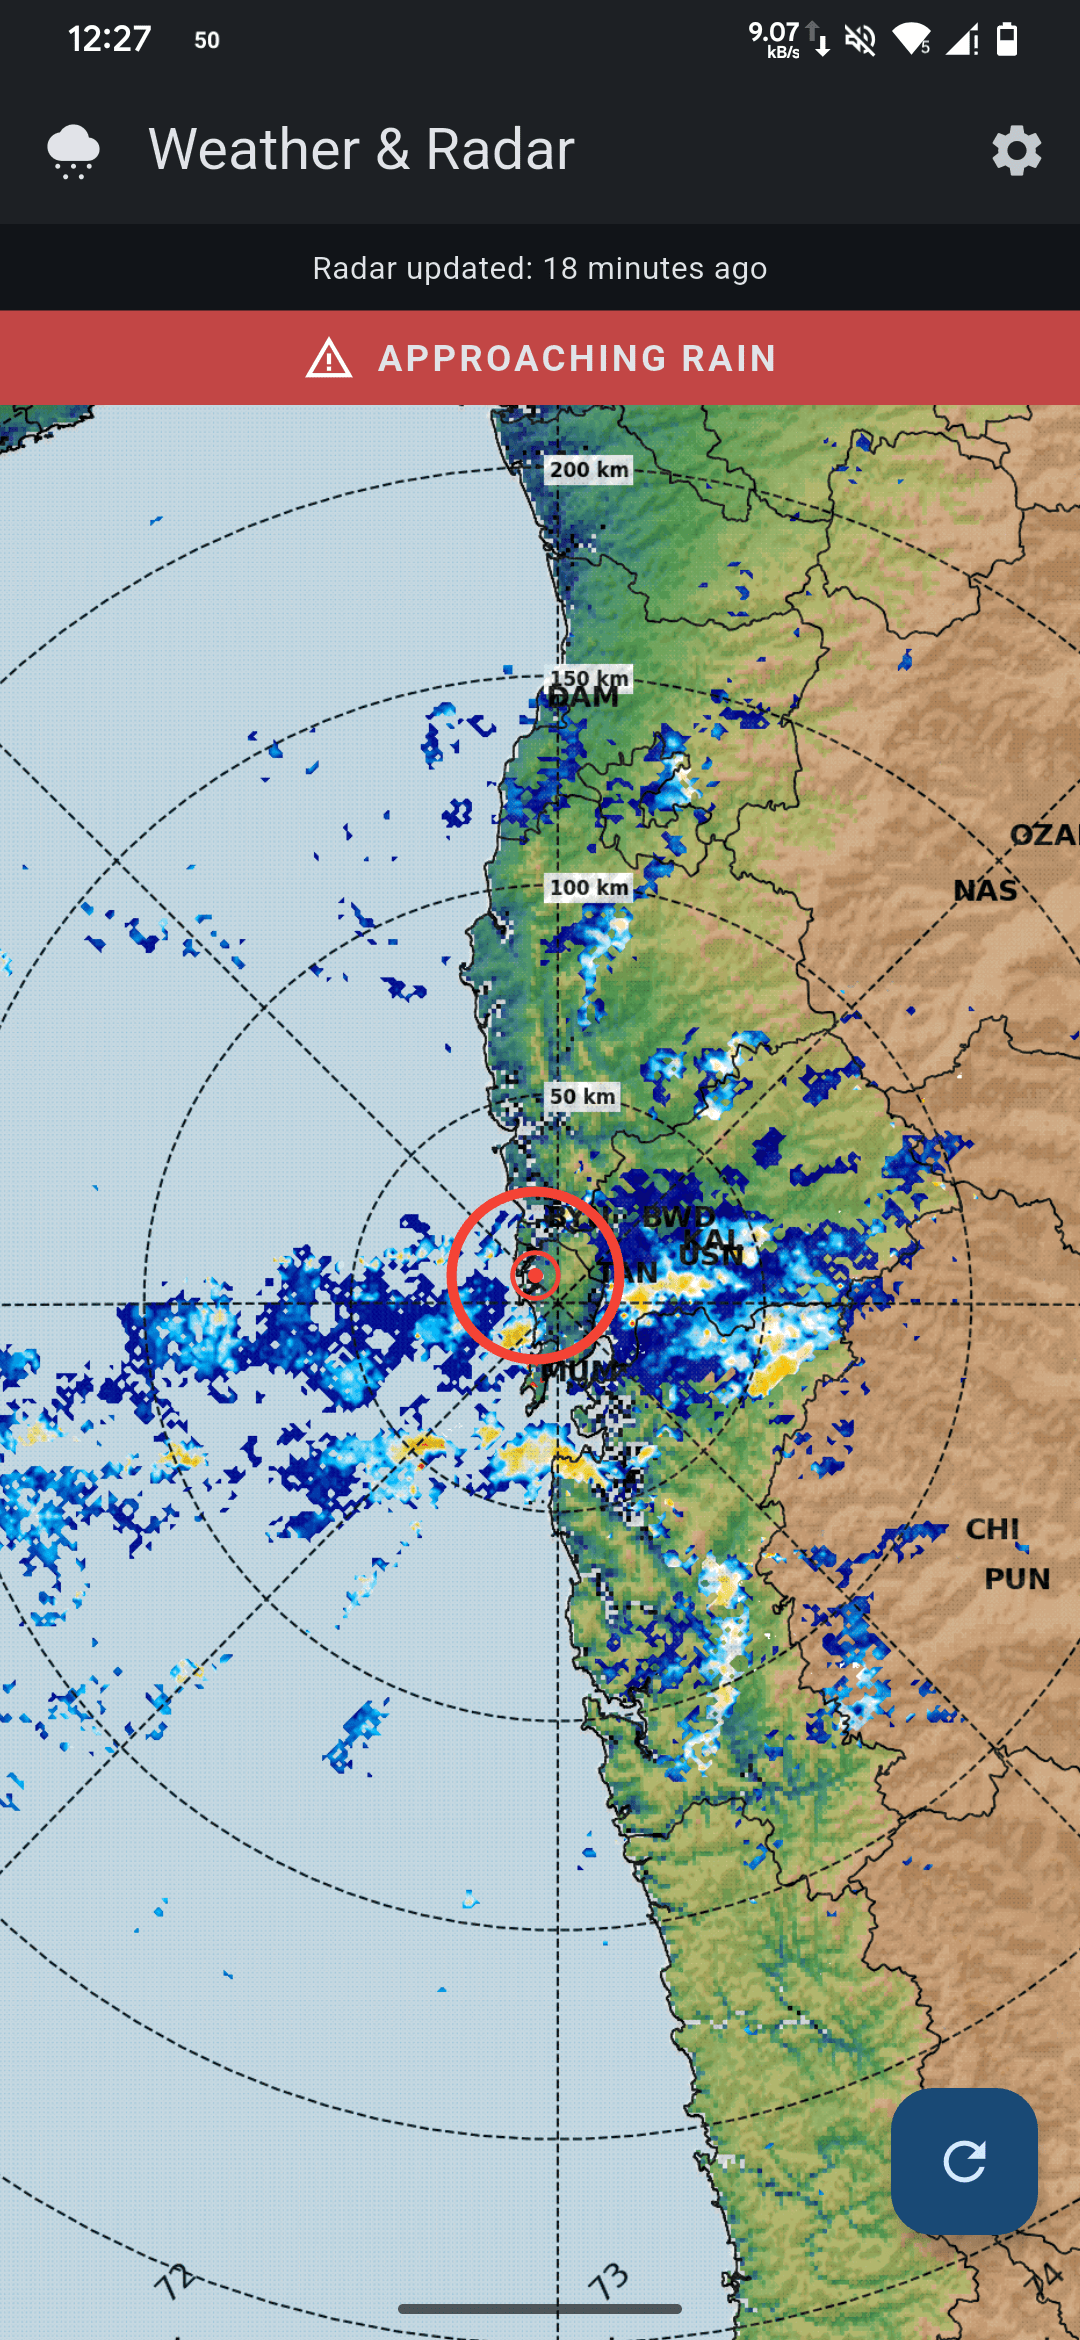 12:27 50 9.07 kB/s 5
Weather & Radar
Radar updated: 18 minutes ago
APPROACHING RAIN
200 km
150 km
DAM
OZA
100 km
NAS
50 km
BWD
KAL
USN
TAN
MUM
CHI
PUN
72
73
74